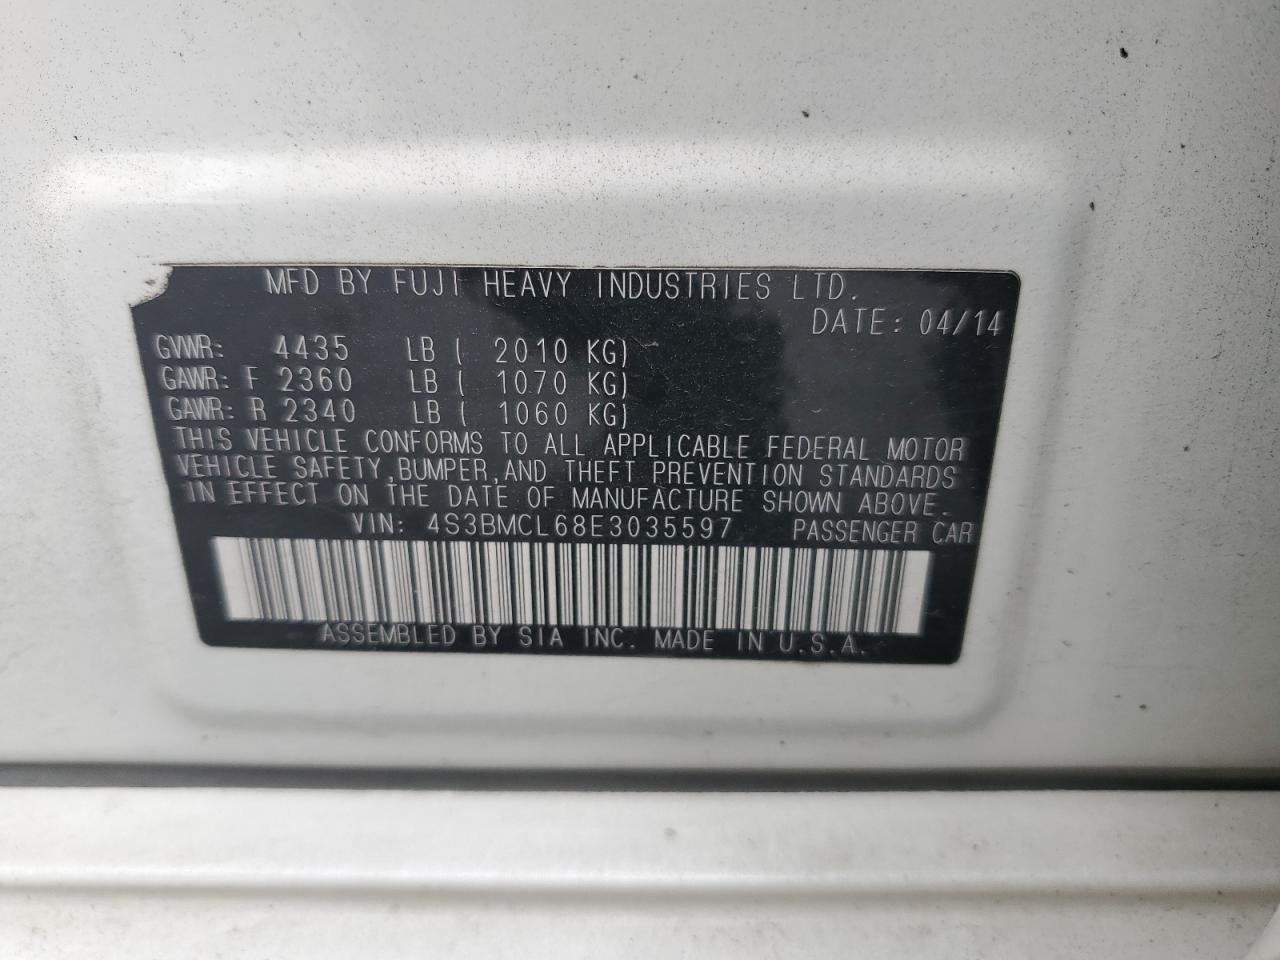 MFD BY FUJI HEAVY INDUSTRIES LTD.
DATE: 04/14
GVWR: 4435 LB ( 2010 KG)
GAWR: F 2360 LB ( 1070 KG)
GAWR: R 2340 LB ( 1060 KG)
THIS VEHICLE CONFORMS TO ALL APPLICABLE FEDERAL MOTOR
VEHICLE SAFETY,BUMPER,AND THEFT PREVENTION STANDARDS
IN EFFECT ON THE DATE OF MANUFACTURE SHOWN ABOVE.
VIN: 4S3BMCL68E3035597 PASSENGER CAR
ASSEMBLED BY SIA INC. MADE IN U.S.A.